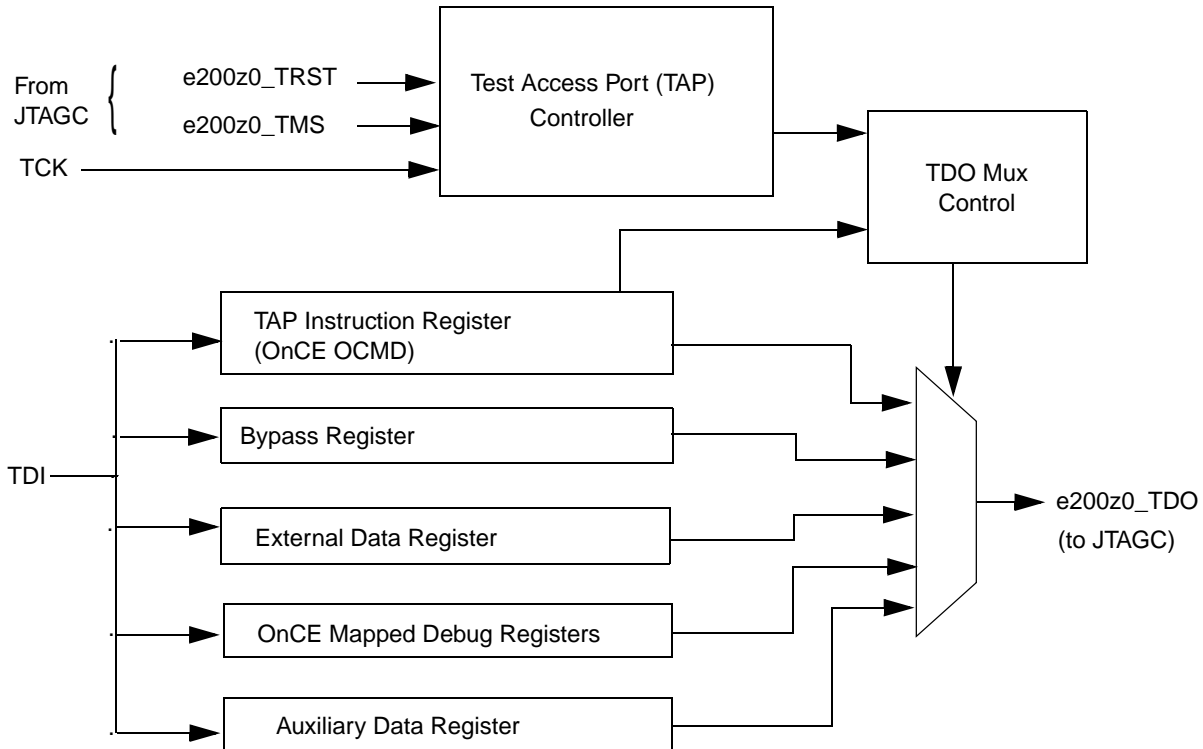 From
JTAGC
e200z0_TRST
e200z0_TMS
TCK
Test Access Port (TAP)
Controller
TDO Mux
Control
TAP Instruction Register
(OnCE OCMD)
Bypass Register
TDI
External Data Register
OnCE Mapped Debug Registers
Auxiliary Data Register
e200z0_TDO
(to JTAGC)